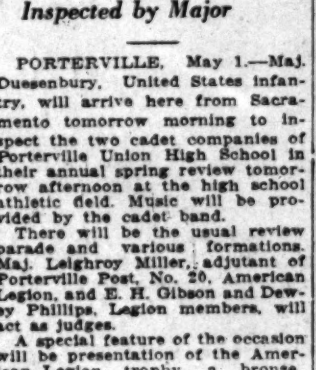 Inspected by Major
PORTERVILLE, May 1.—Maj.
Duesenbury, United States infan-
try, will arrive here from Sacra-
mento tomorrow morning to in-
spect the two cadet companies of
Porterville Union High School in
their annual spring review tomor-
row afternoon at the high school
athletic field. Music will be pro-
vided by the cadet band.
There will be the usual review
parade and various formations.
Maj. Leighroy Miller, adjutant of
Porterville Post, No. 20, American
Legion, and E. H. Gibson and Dew-
ey Phillips, Legion members, will
act as judges.
A special feature of the occasion
will be presentation of the Amer-
ican Legion trophy, a bronze